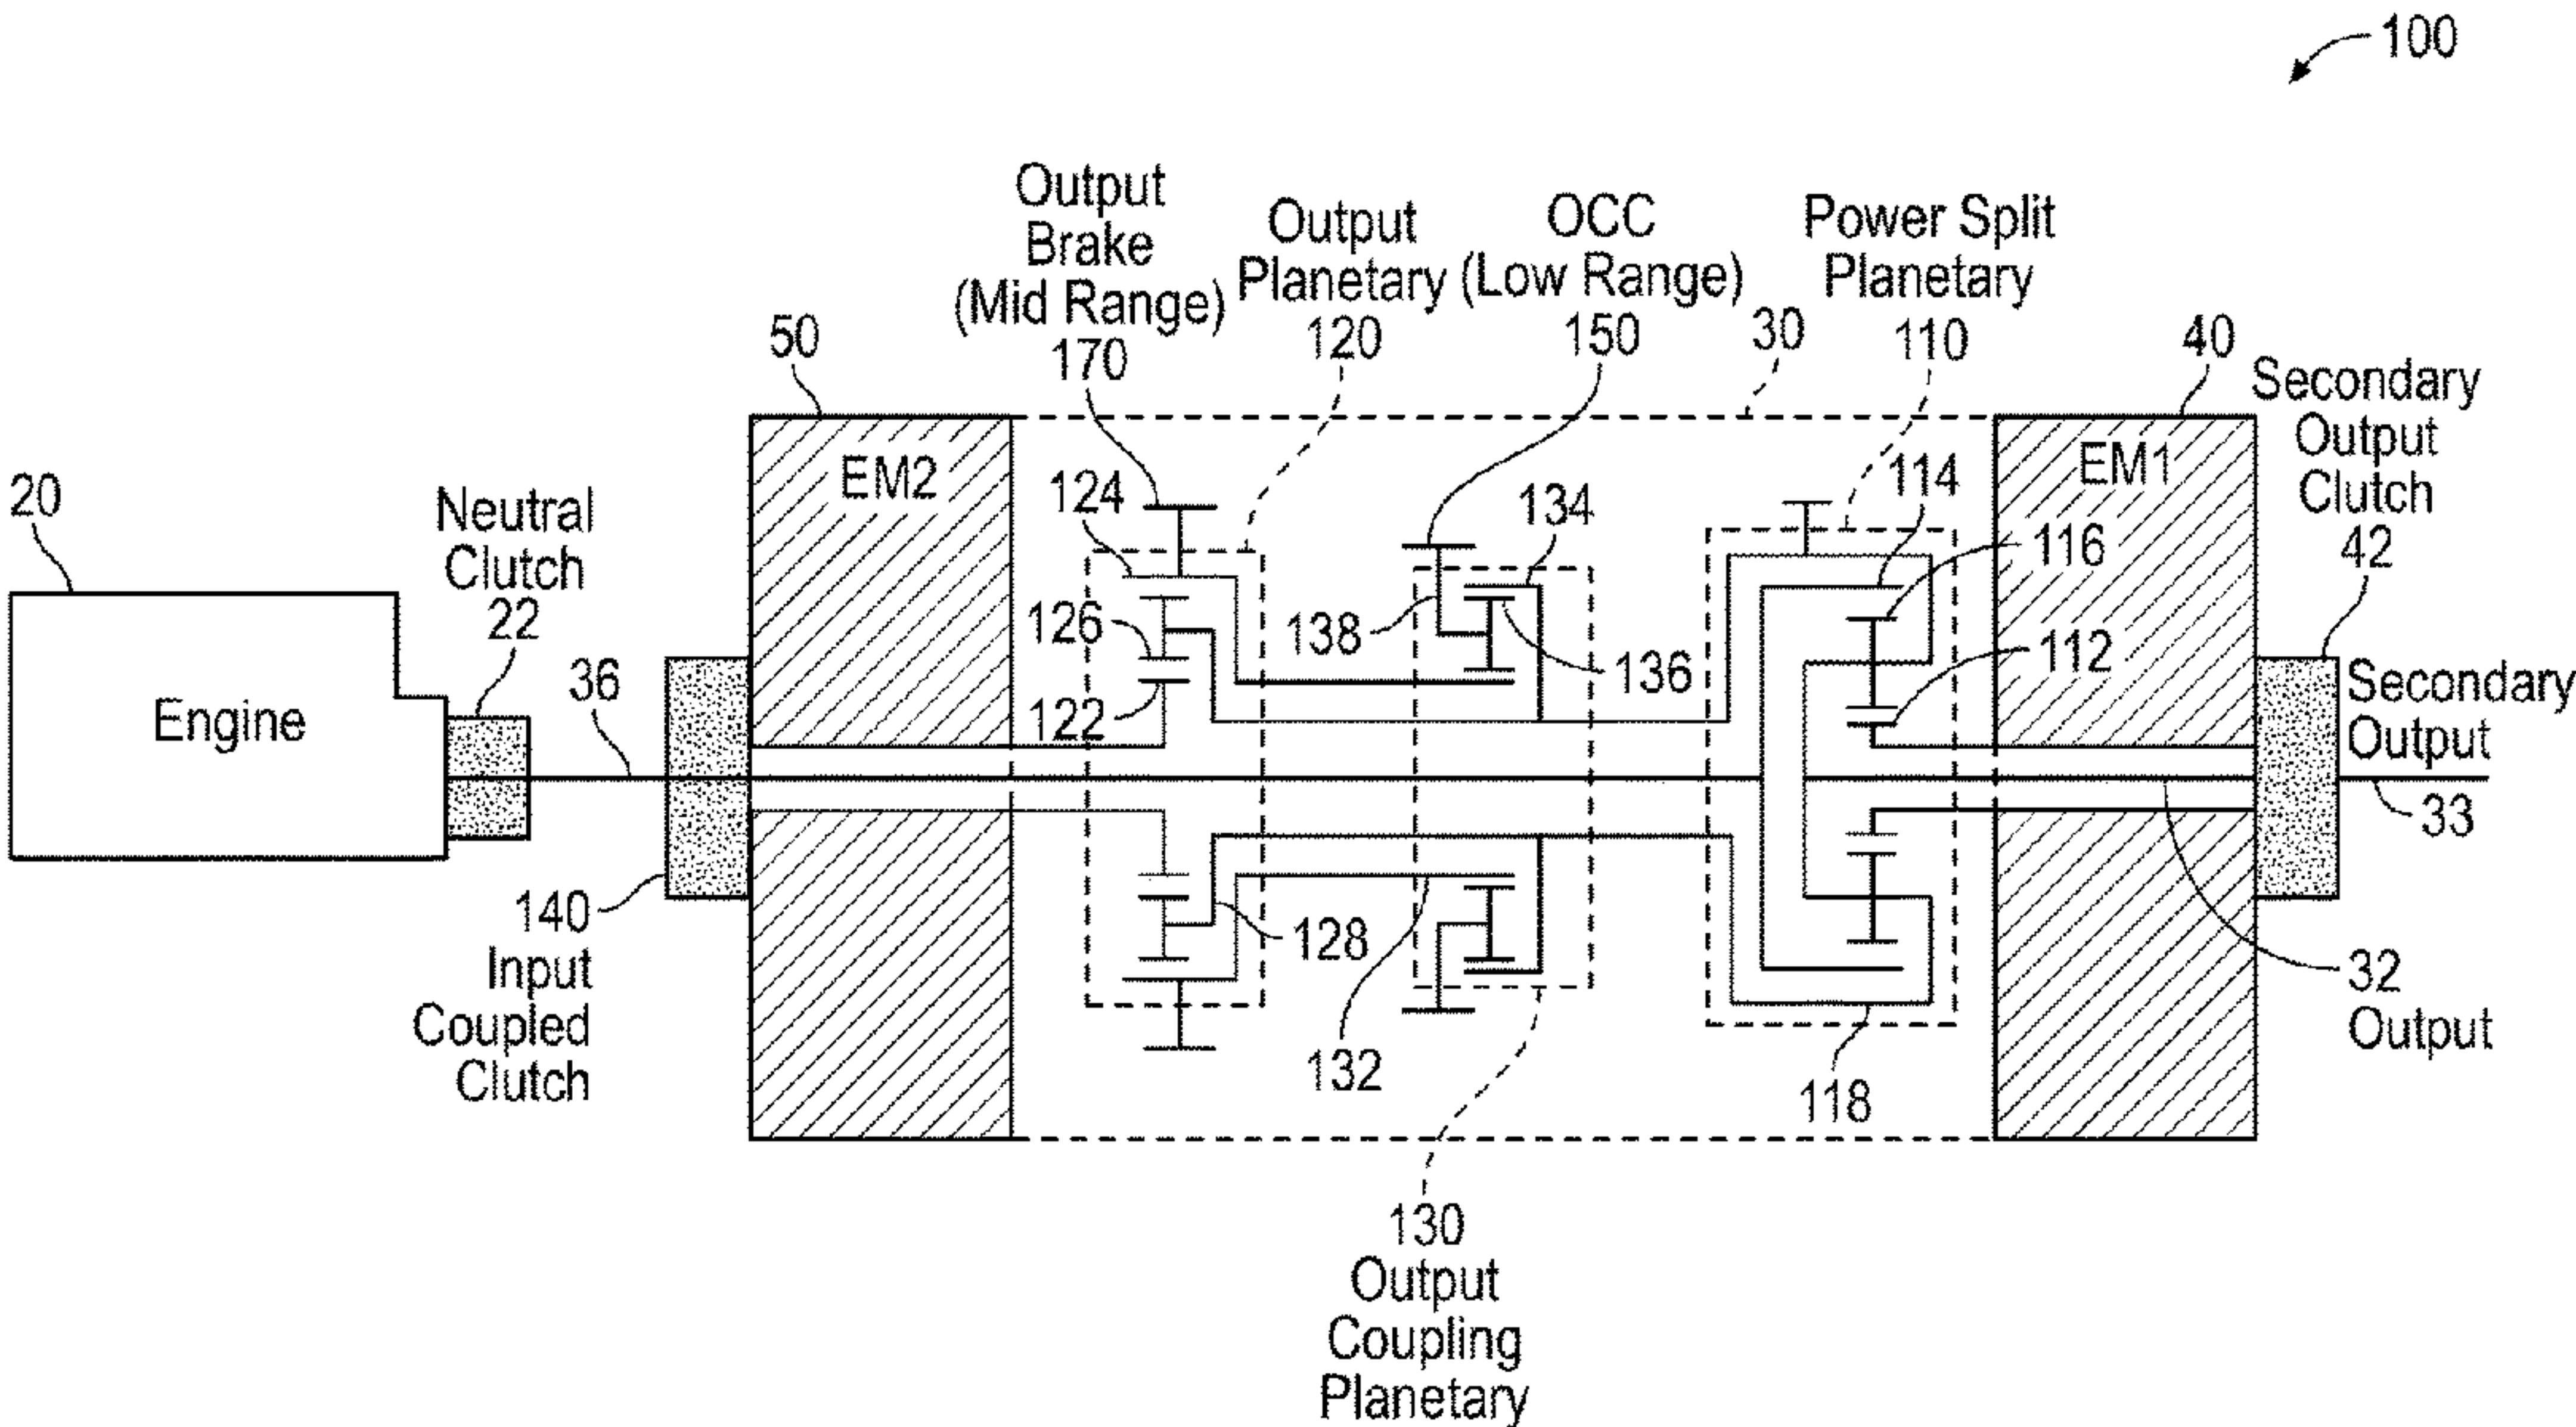 100
Output
Brake
(Mid Range)
170
Output
Planetary
120
OCC
(Low Range)
150
30
Power Split
Planetary
110
50
40
Secondary
Output
Clutch
42
EM2
EM1
20
Neutral
Clutch
22
124
134
114
116
126
138
136
112
122
36
Engine
Secondary
Output
33
140
Input
Coupled
Clutch
128
132
118
32
Output
130
Output
Coupling
Planetary